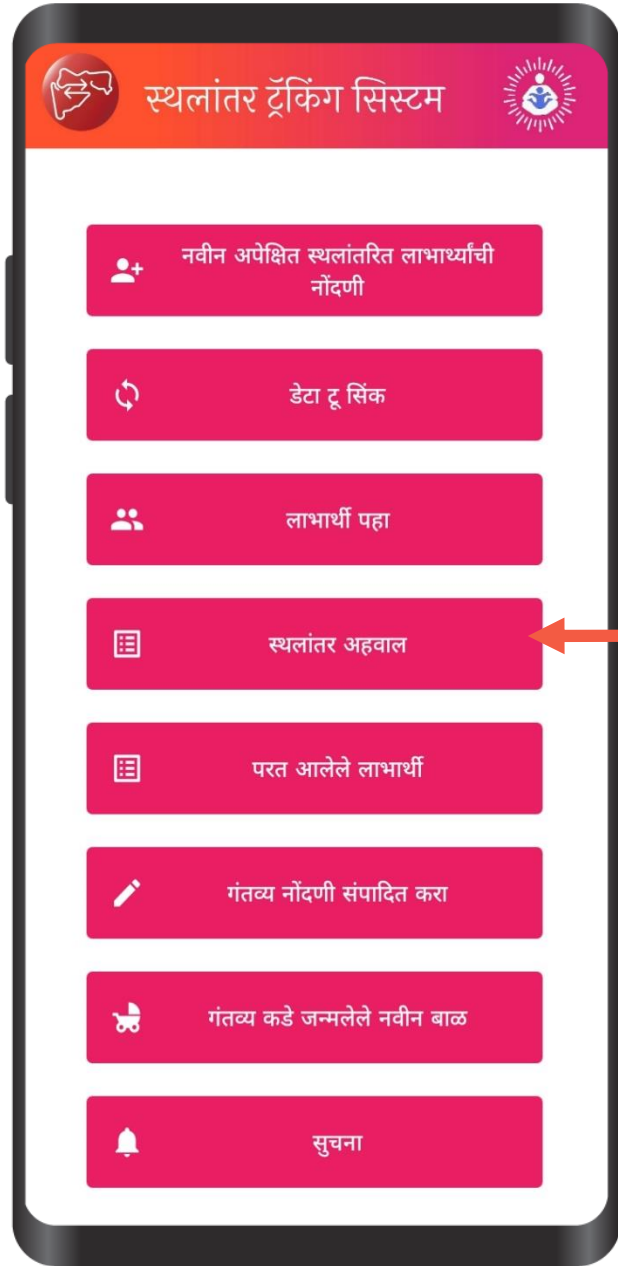 स्थलांतर ट्रॅकिंग सिस्टम
नवीन अपेक्षित स्थलांतरित लाभार्थ्यांची
नोंदणी
डेटा टू सिंक
लाभार्थी पहा
स्थलांतर अहवाल
परत आलेले लाभार्थी
गंतव्य नोंदणी संपादित करा
गंतव्य कडे जन्मलेले नवीन बाळ
सुचना